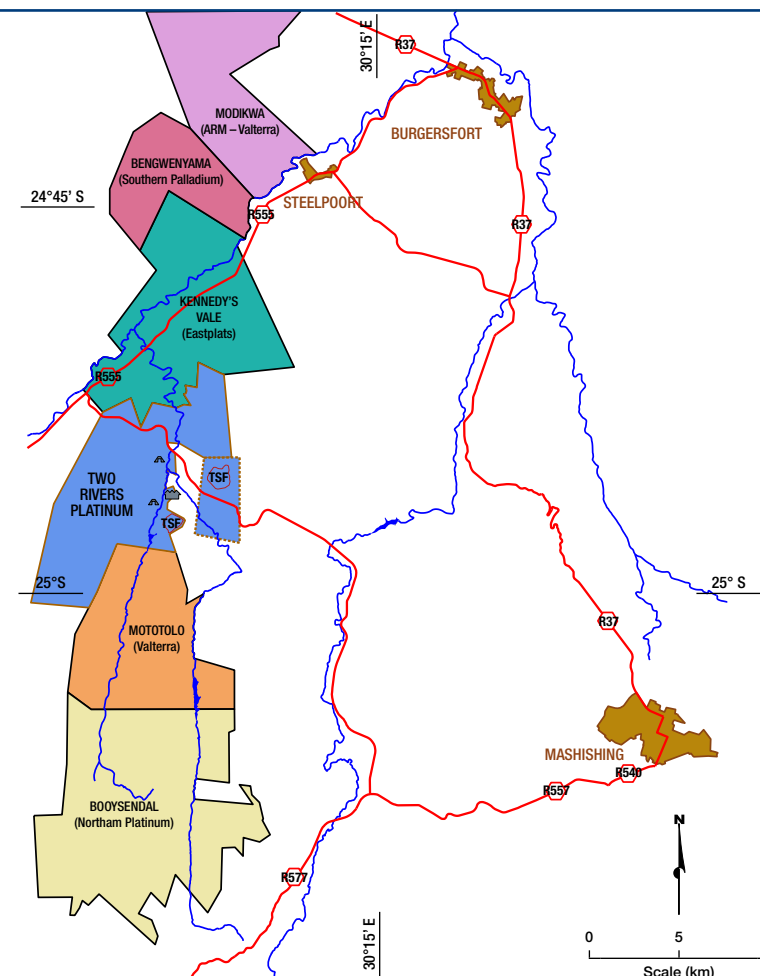 30°15' E
R37
MODIKWA
(ARM – Valterra)
BURGERSFORT
BENGWENYAMA
(Southern Palladium)
24°45' S
STEELPOORT
R555
R37
KENNEDY'S
VALE
(Eastplats)
R555
TWO
RIVERS
PLATINUM
TSF
TSF
25°S
25° S
R37
MOTOTOLO
(Valterra)
MASHISHING
R540
R557
BOOYSENDAL
(Northam Platinum)
N
R577
30°15' E
0 5
Scale (km)